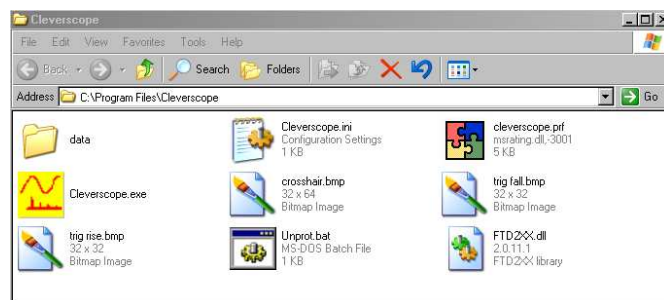 Cleverscope
File Edit View Favorites Tools Help
Back Search Folders
Address C:\Program Files\Cleverscope Go
data
Cleverscope.ini
Configuration Settings
1 KB
cleverscope.prf
msrating.dll,-3001
5 KB
Cleverscope.exe
crosshair.bmp
32 x 64
Bitmap Image
trig fall.bmp
32 x 32
Bitmap Image
trig rise.bmp
32 x 32
Bitmap Image
Unprot.bat
MS-DOS Batch File
1 KB
FTD2XX.dll
2.0.11.1
FTD2XX library